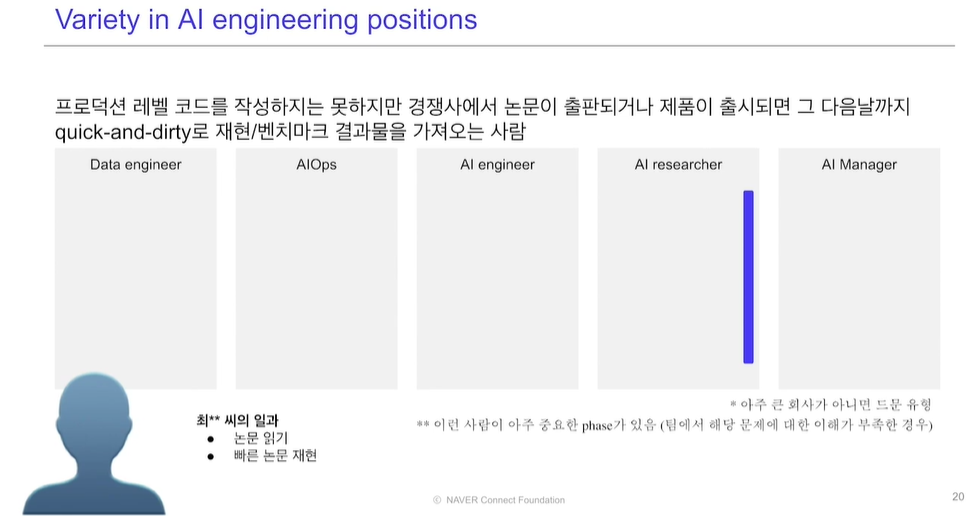 Variety in AI engineering positions
프로덕션 레벨 코드를 작성하지는 못하지만 경쟁사에서 논문이 출판되거나 제품이 출시되면 그 다음날까지
quick-and-dirty로 재현/벤치마크 결과물을 가져오는 사람
Data engineer
AIOps
AI engineer
AI researcher
AI Manager
* 아주 큰 회사가 아니면 드문 유형
** 이런 사람이 아주 중요한 phase가 있음 (팀에서 해당 문제에 대한 이해가 부족한 경우)
최** 씨의 일과
● 논문 읽기
● 빠른 논문 재현
ⓒ NAVER Connect Foundation
20